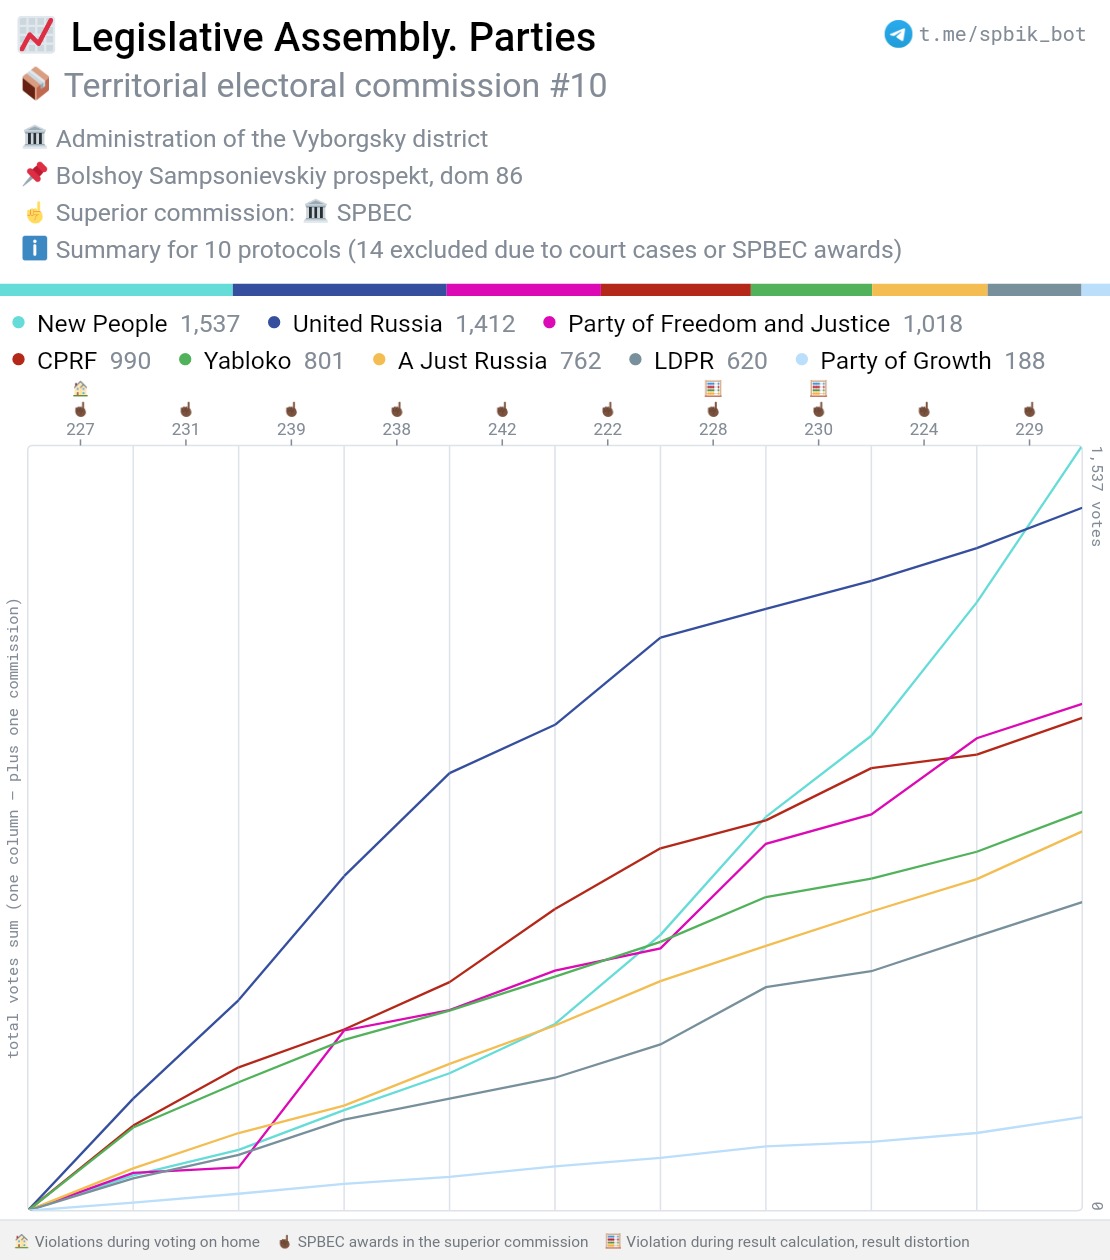 Legislative Assembly. Parties
t.me/spbik_bot
Territorial electoral commission #10
Administration of the Vyborgsky district
Bolshoy Sampsonievskiy prospekt, dom 86
Superior commission: SPBEC
Summary for 10 protocols (14 excluded due to court cases or SPBEC awards)
New People 1,537 United Russia 1,412 Party of Freedom and Justice 1,018
CPRF 990 Yabloko 801 A Just Russia 762 LDPR 620 Party of Growth 188
227 231 239 238 242 222 228 230 224 229
1,537 votes
total votes sum (one column – plus one commission)
0
Violations during voting on home SPBEC awards in the superior commission Violation during result calculation, result distortion